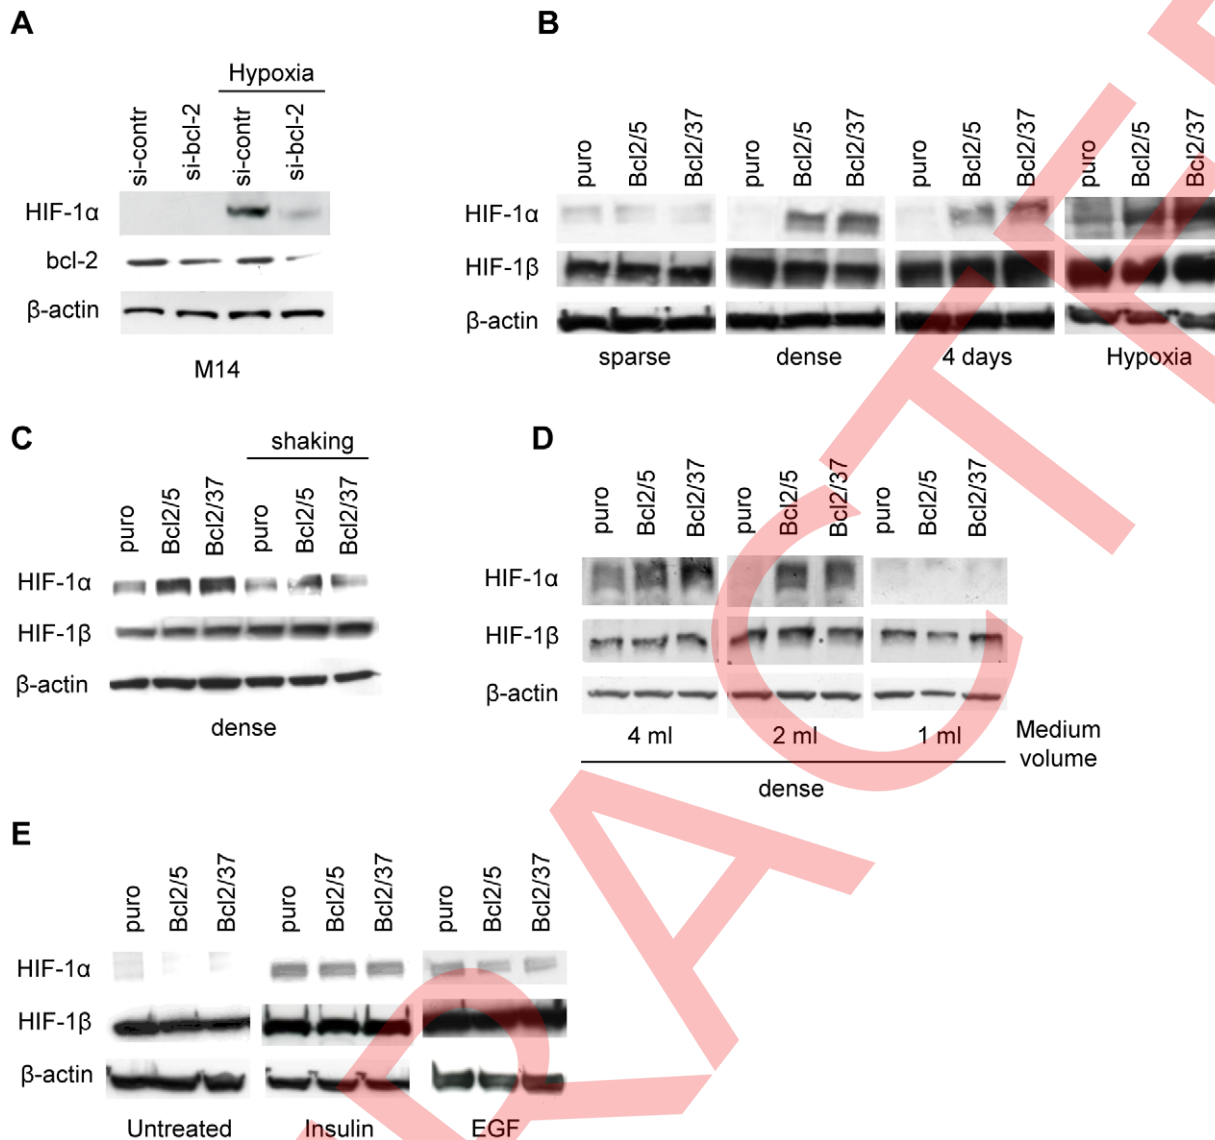 A
Hypoxia
si-contr si-bcl-2 si-contr si-bcl-2
HIF-1α
bcl-2
β-actin
M14
B
puro Bcl2/5 Bcl2/37 puro Bcl2/5 Bcl2/37 puro Bcl2/5 Bcl2/37 puro Bcl2/5 Bcl2/37
HIF-1α
HIF-1β
β-actin
sparse dense 4 days Hypoxia
C
shaking
puro Bcl2/5 Bcl2/37 puro Bcl2/5 Bcl2/37
HIF-1α
HIF-1β
β-actin
dense
D
puro Bcl2/5 Bcl2/37 puro Bcl2/5 Bcl2/37 puro Bcl2/5 Bcl2/37
HIF-1α
HIF-1β
β-actin
4 ml 2 ml 1 ml Medium
volume
dense
E
puro Bcl2/5 Bcl2/37 puro Bcl2/5 Bcl2/37 puro Bcl2/5 Bcl2/37
HIF-1α
HIF-1β
β-actin
Untreated Insulin EGF